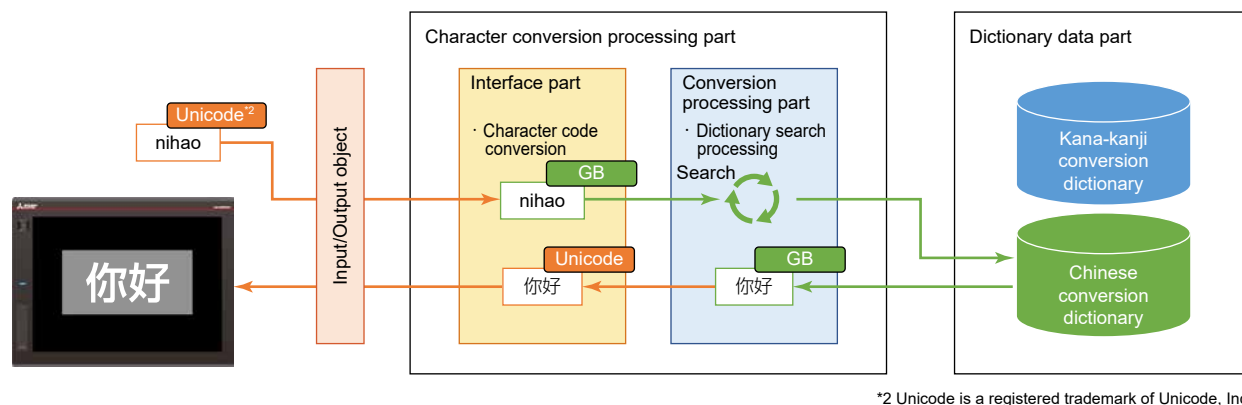 Character conversion processing part
Dictionary data part
Interface part
Conversion
processing part
Unicode*2
nihao
Input/Output object
· Character code
conversion
· Dictionary search
processing
GB
nihao
Search
Kana-kanji
conversion
dictionary
Unicode
你好
GB
你好
你好
Chinese
conversion
dictionary
*2 Unicode is a registered trademark of Unicode, Inc